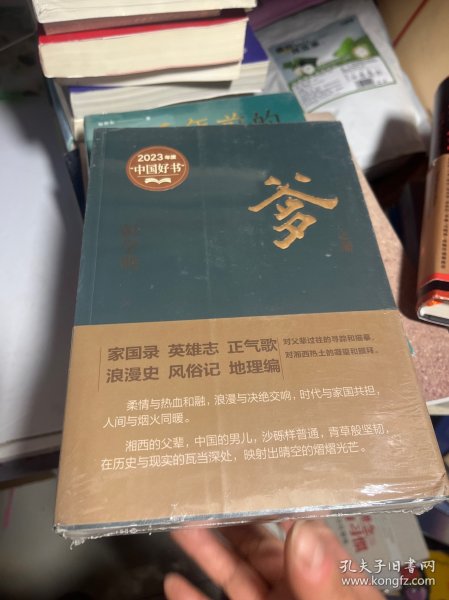 2023年度
“中国好书”
爹
家国录 英雄志 正气歌
浪漫史 风俗记 地理编
对父辈过往的寻踪和描摹，
对湘西热土的凝望和回环。
柔情与热血和融，浪漫与决绝交响，时代与家国共担，
人间与烟火同暖。
湘西的父辈，中国的男儿，沙砾样普通，青草般坚韧，
在历史与现实的瓦当深处，映射出晴空的熠熠光芒。
孔夫子旧书网
www.kongfz.com